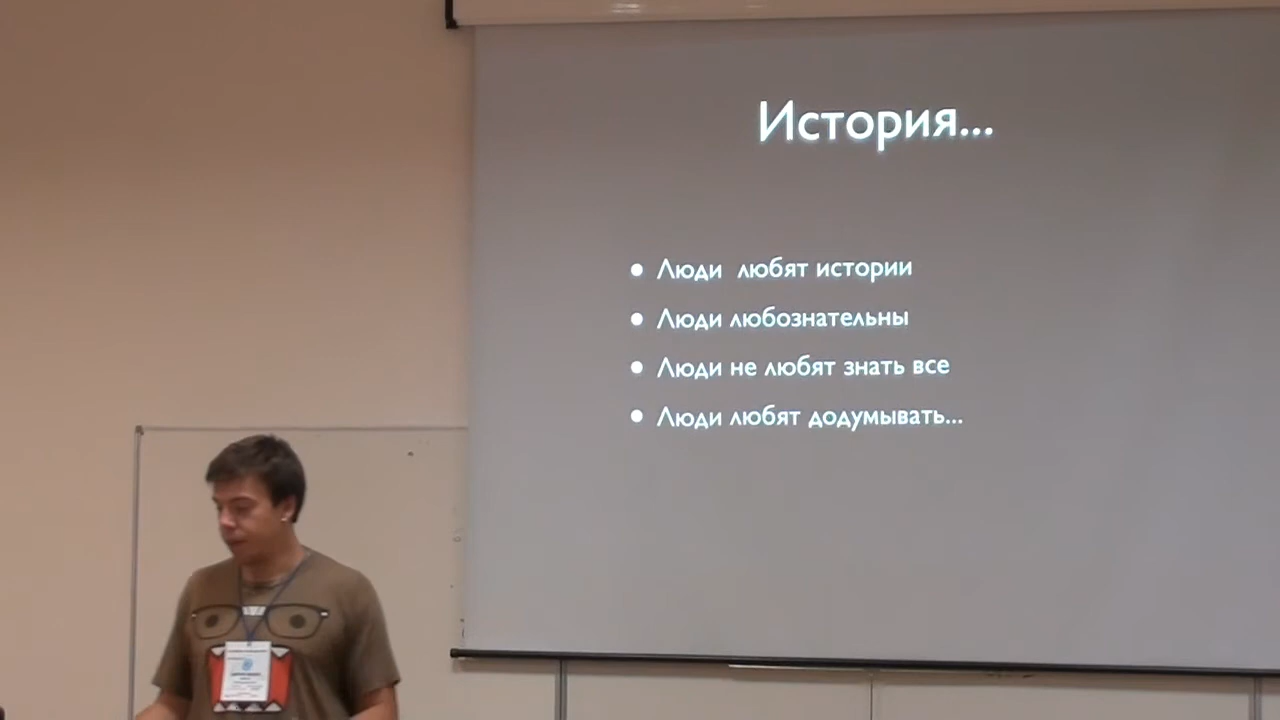 История...
Люди любят истории
Люди любознательны
Люди не любят знать все
Люди любят додумывать...